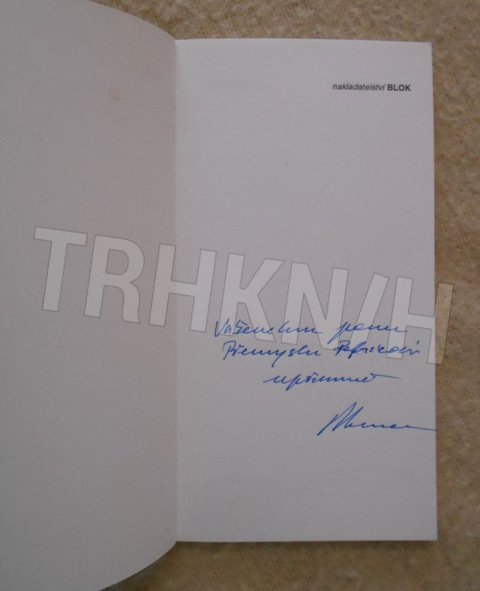 nakladatelství BLOK
TRHKNIH
Váženému panu
Přemyslu
upřímně